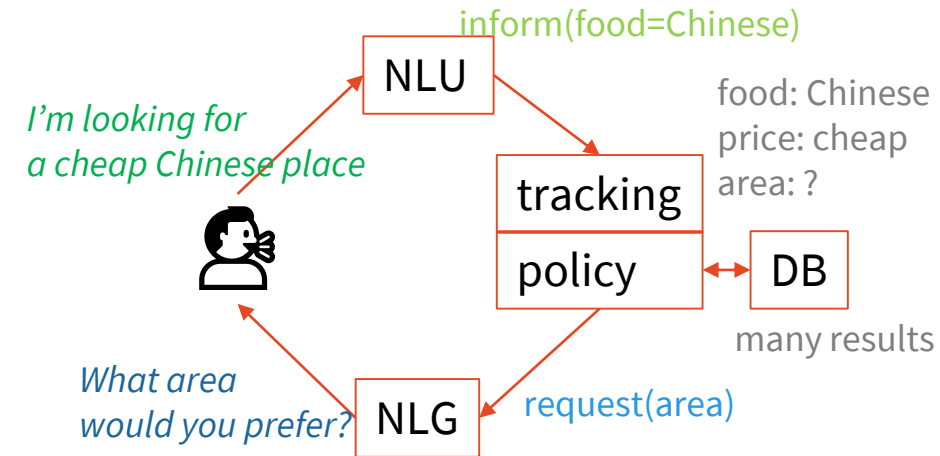 inform(food=Chinese)
NLU
food: Chinese
price: cheap
area: ?
I’m looking for
a cheap Chinese place
tracking
policy
DB
many results
What area
would you prefer?
NLG
request(area)